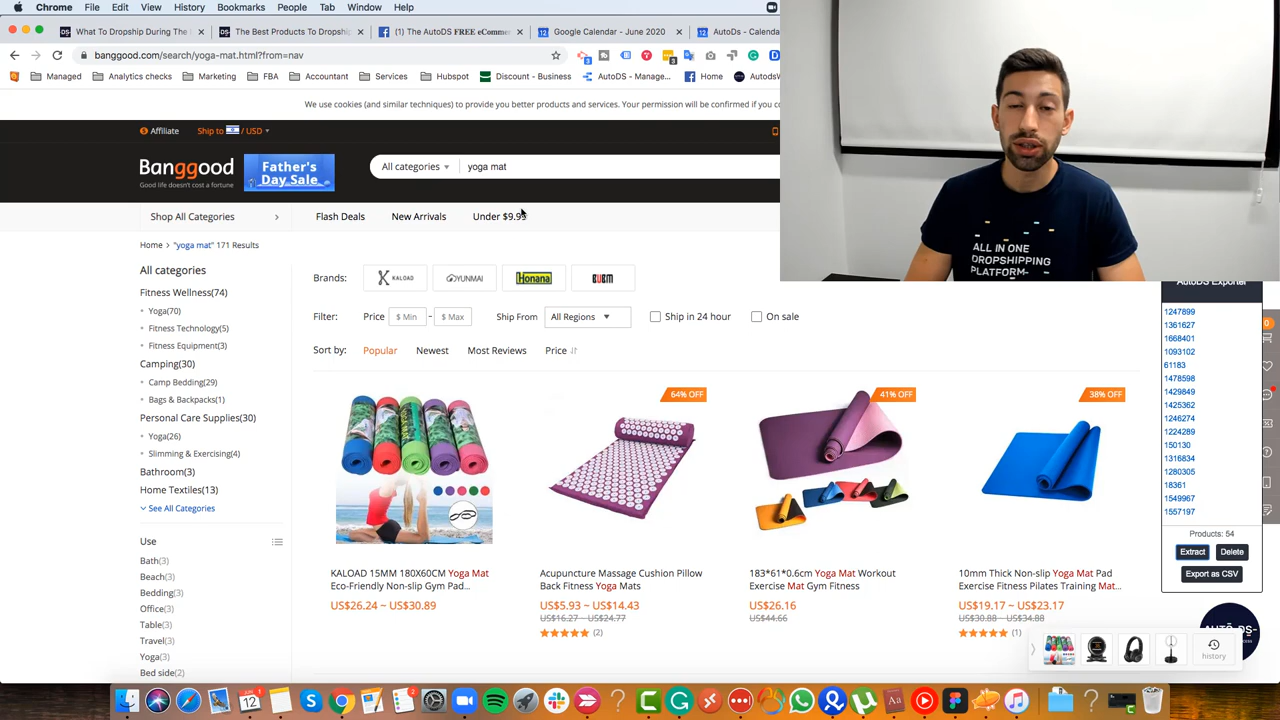 Chrome File Edit View History Bookmarks People Tab Window Help
What To Dropship During The
The Best Products To Dropship
(1) The AutoDS FREE eComme
Google Calendar - June 2020
AutoDs - Calenda
banggood.com/search/yoga-mat.html?from=nav
Managed Analytics check Marketing FBA Accountant Services Hubspot Discount - Business AutoDS - Manage... Home AutodsW
We use cookies (and similar techniques) to provide you better products and services. Your permission will be confirmed if you co
Affiliate Ship to / USD
Banggood
Good life doesn't cost a fortune
Father's
Day Sale
All categories yoga mat
Shop All Categories Flash Deals New Arrivals Under $9.99
Home > "yoga mat" 171 Results
All categories
Fitness Wellness(74)
Yoga(70)
Fitness Technology(5)
Fitness Equipment(3)
Camping(30)
Camp Bedding(29)
Bags & Backpacks(1)
Personal Care Supplies(30)
Yoga(26)
Slimming & Exercising(4)
Bathroom(3)
Home Textiles(13)
See All Categories
Use
Bath(3)
Beach(3)
Bedding(3)
Office(3)
Table(3)
Travel(3)
Yoga(3)
Bed side(2)
Brands: KALOAD YUNMAI Honana BUBM
Filter: Price $ Min - $ Max Ship From All Regions Ship in 24 hour On sale
Sort by: Popular Newest Most Reviews Price
KALOAD 15MM 180X60CM Yoga Mat
Eco-Friendly Non-slip Gym Pad...
US$26.24 ~ US$30.89
64% OFF
Acupuncture Massage Cushion Pillow
Back Fitness Yoga Mats
US$5.93 ~ US$14.43
US$16.27 ~ US$24.77
(2)
41% OFF
183*61*0.6cm Yoga Mat Workout
Exercise Mat Gym Fitness
US$26.16
US$44.66
38% OFF
10mm Thick Non-slip Yoga Mat Pad
Exercise Fitness Pilates Training Mat...
US$19.17 ~ US$23.17
US$30.88 ~ US$34.88
(1)
ALL IN ONE
DROPSHIPPING
PLATFORM-
AutoDS Exporter
1247899
1361627
1668401
1093102
61183
1478598
1429849
1425362
1246274
1224289
150130
1316834
1280305
18361
1549967
1557197
Products: 54
Extract Delete
Export as CSV
AUTO DS-
history